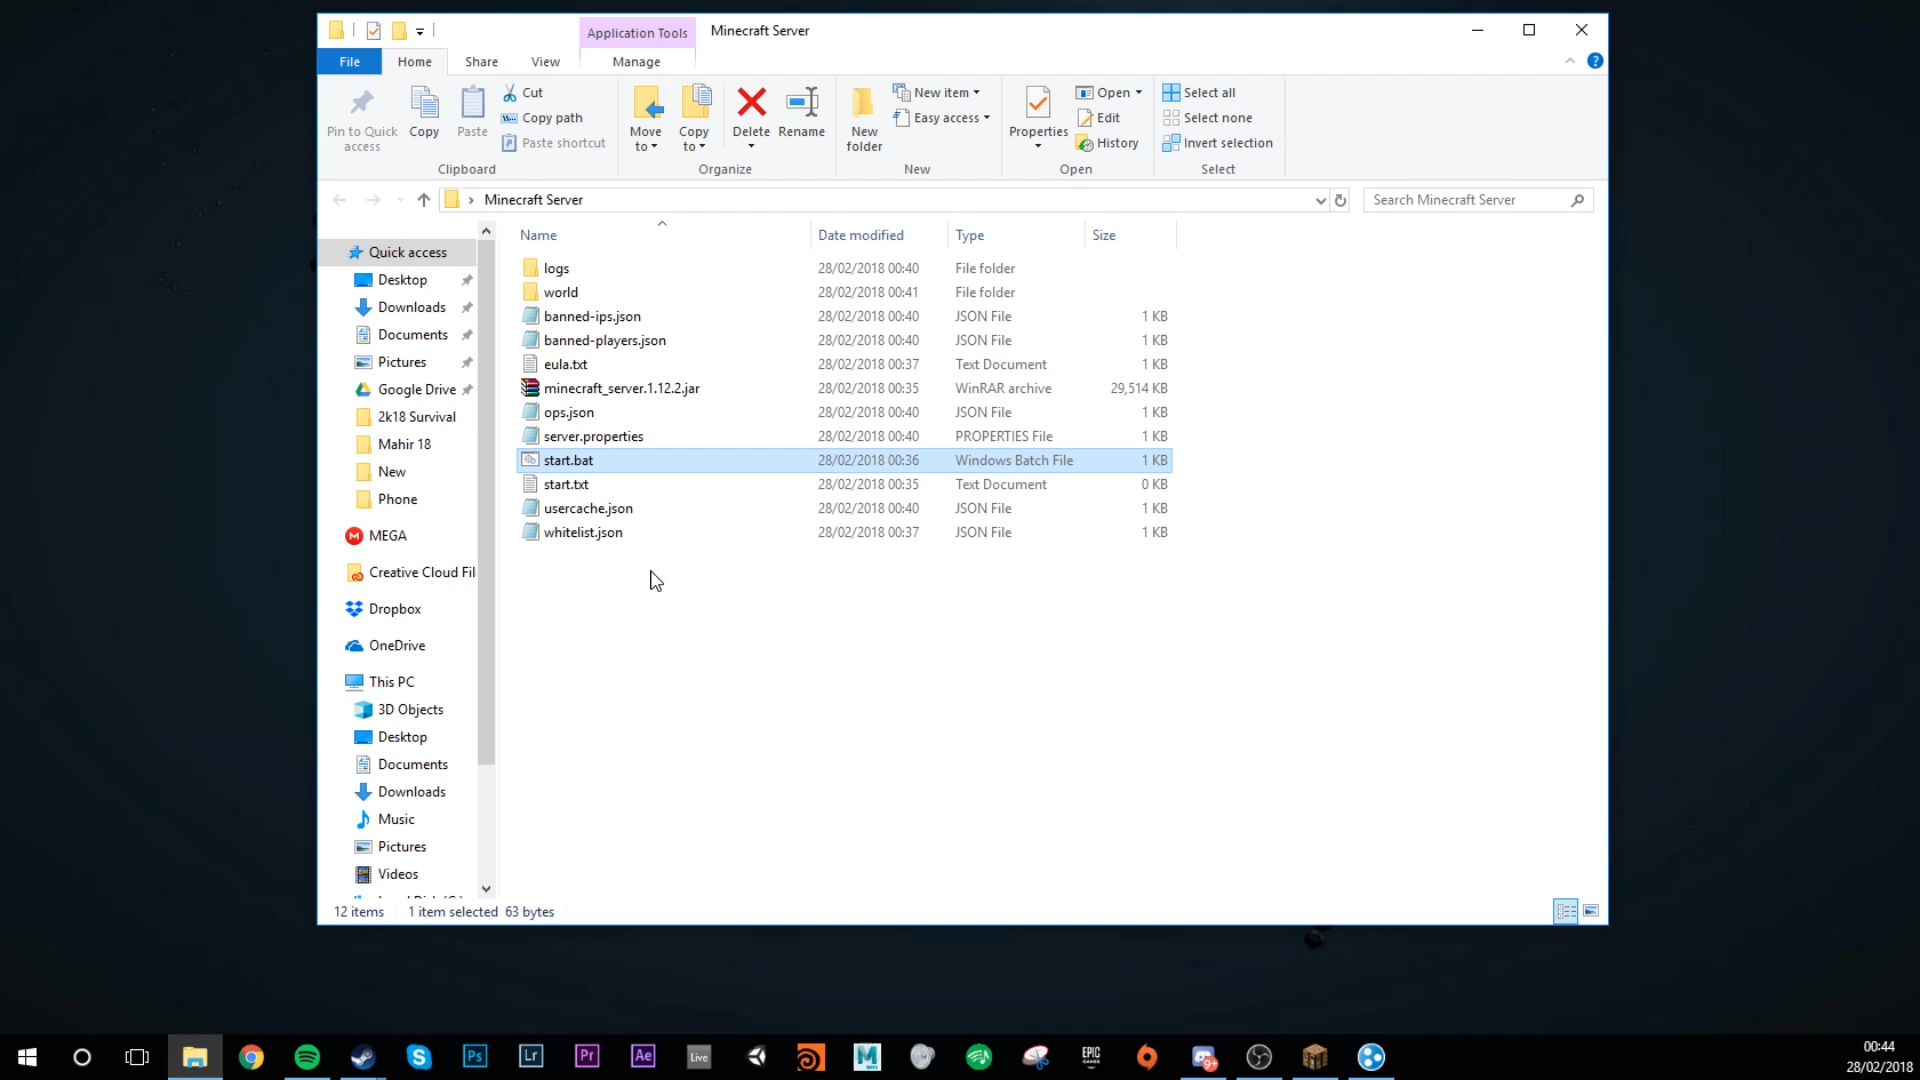 Application Tools
Minecraft Server
File
Home
Share
View
Manage
Pin to Quick access
Copy
Paste
Cut
Copy path
Paste shortcut
Clipboard
Move to
Copy to
Delete
Rename
Organize
New folder
New item
Easy access
New
Properties
Open
Edit
History
Open
Select all
Select none
Invert selection
Select
Minecraft Server
Search Minecraft Server
Name
Date modified
Type
Size
logs 28/02/2018 00:40 File folder
world 28/02/2018 00:41 File folder
banned-ips.json 28/02/2018 00:40 JSON File 1 KB
banned-players.json 28/02/2018 00:40 JSON File 1 KB
eula.txt 28/02/2018 00:37 Text Document 1 KB
minecraft_server.1.12.2.jar 28/02/2018 00:35 WinRAR archive 29,514 KB
ops.json 28/02/2018 00:40 JSON File 1 KB
server.properties 28/02/2018 00:40 PROPERTIES File 1 KB
start.bat 28/02/2018 00:36 Windows Batch File 1 KB
start.txt 28/02/2018 00:35 Text Document 0 KB
usercache.json 28/02/2018 00:40 JSON File 1 KB
whitelist.json 28/02/2018 00:37 JSON File 1 KB
Quick access
Desktop
Downloads
Documents
Pictures
Google Drive
2k18 Survival
Mahir 18
New
Phone
MEGA
Creative Cloud Fil
Dropbox
OneDrive
This PC
3D Objects
Desktop
Documents
Downloads
Music
Pictures
Videos
12 items
1 item selected 63 bytes
Ps
Lr
Pr
Ae
Live
M
EPIC
GAMES
9+
00:44
28/02/2018